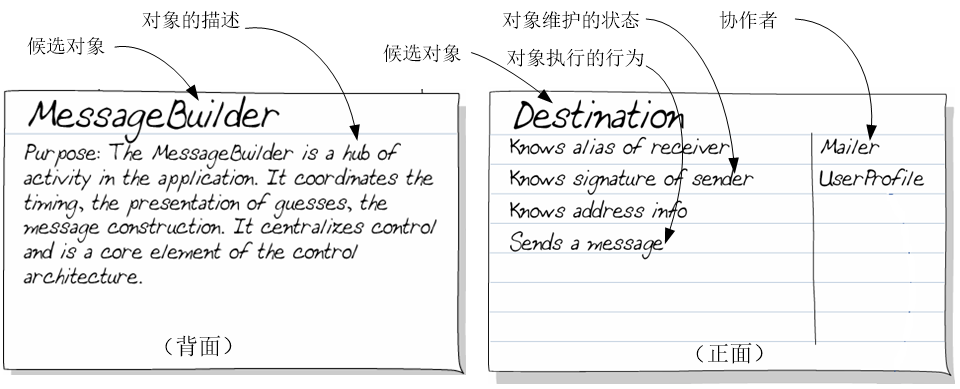 对象的描述
候选对象
MessageBuilder
Purpose: The MessageBuilder is a hub of
activity in the application. It coordinates the
timing, the presentation of guesses, the
message construction. It centralizes control
and is a core element of the control
architecture.
（背面）
对象维护的状态
协作者
候选对象
对象执行的行为
Destination
Knows alias of receiver
Knows signature of sender
Knows address info
Sends a message
Mailer
UserProfile
（正面）